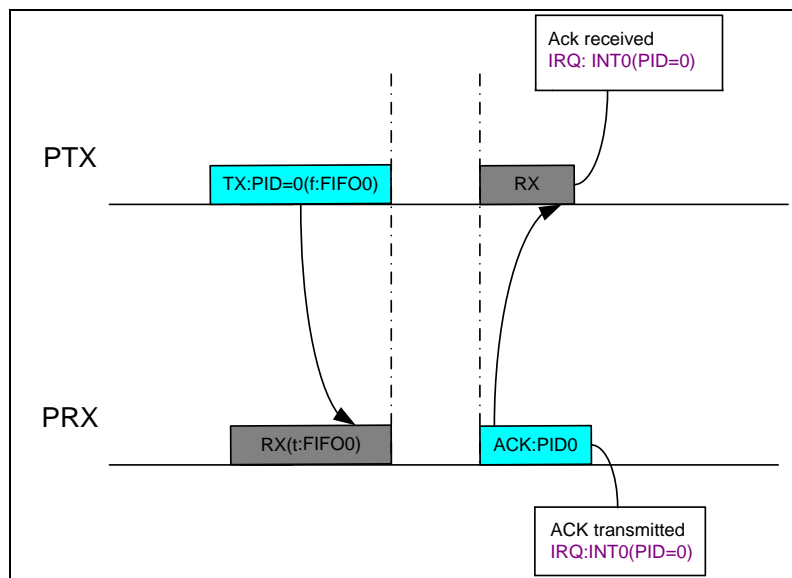 Ack received
IRQ: INT0(PID=0)
PTX
TX:PID=0(f:FIFO0)
RX
PRX
RX(t:FIFO0)
ACK:PID0
ACK transmitted
IRQ:INT0(PID=0)